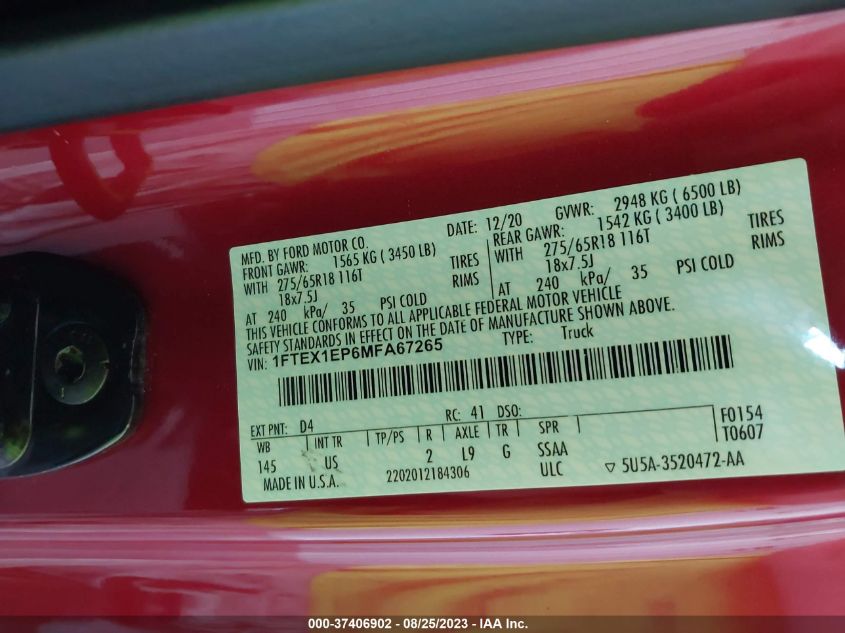 MFD. BY FORD MOTOR CO. DATE: 12/20 GVWR: 2948 KG ( 6500 LB)
FRONT GAWR: 1565 KG ( 3450 LB) REAR GAWR: 1542 KG ( 3400 LB)
WITH 275/65R18 116T TIRES WITH 275/65R18 116T TIRES
18x7.5J RIMS 18x7.5J RIMS
AT 240 kPa/ 35 PSI COLD AT 240 kPa/ 35 PSI COLD
THIS VEHICLE CONFORMS TO ALL APPLICABLE FEDERAL MOTOR VEHICLE
SAFETY STANDARDS IN EFFECT ON THE DATE OF MANUFACTURE SHOWN ABOVE.
VIN: 1FTEX1EP6MFA67265 TYPE: Truck
EXT PNT: D4 RC: 41 DSO: F0154
WB INT TR TP/PS R AXLE TR SPR T0607
145 US 2 L9 G SSAA
MADE IN U.S.A. 2202012184306 ULC ▽ 5U5A-3520472-AA
000-37406902 - 08/25/2023 - IAA Inc.